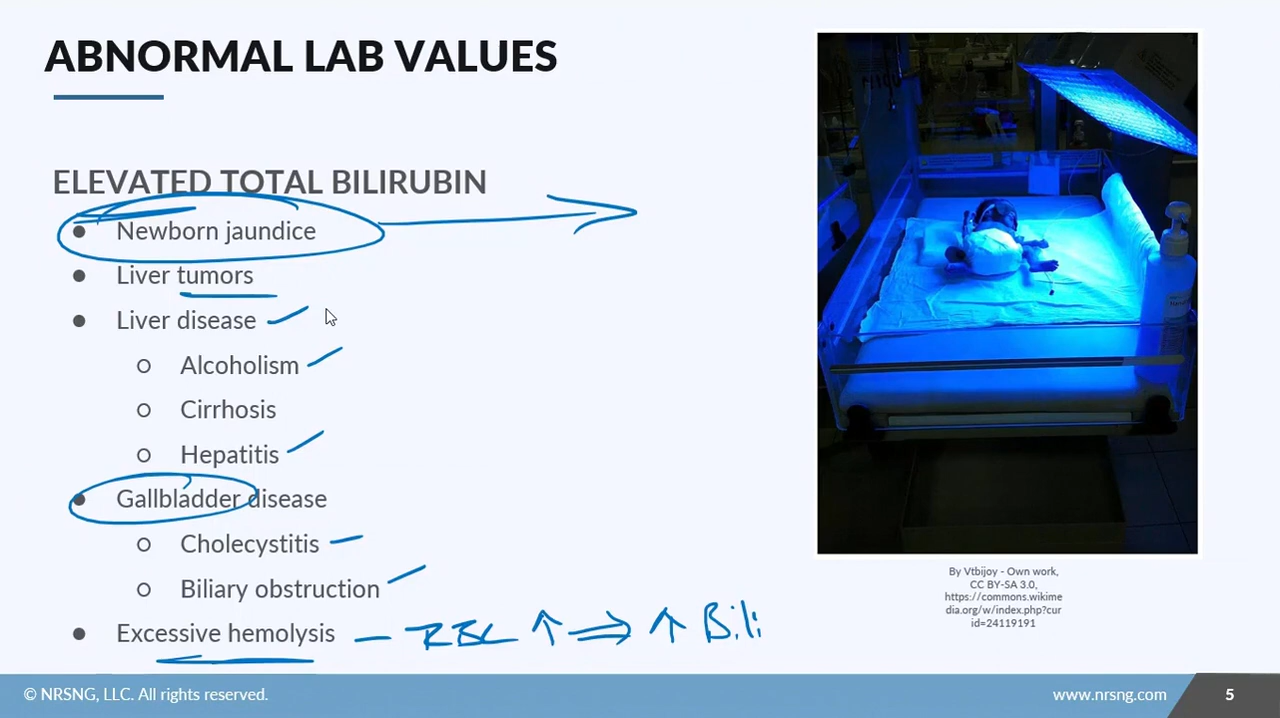 ABNORMAL LAB VALUES
ELEVATED TOTAL BILIRUBIN
● Newborn jaundice
● Liver tumors
● Liver disease
○ Alcoholism
○ Cirrhosis
○ Hepatitis
● Gallbladder disease
○ Cholecystitis
○ Biliary obstruction
● Excessive hemolysis — RBC ↑ ⇒ ↑ Bili
By Vtbijoy - Own work,
CC BY-SA 3.0,
https://commons.wikime
dia.org/w/index.php?cur
id=24119191
© NRSNG, LLC. All rights reserved.
www.nrsng.com
5